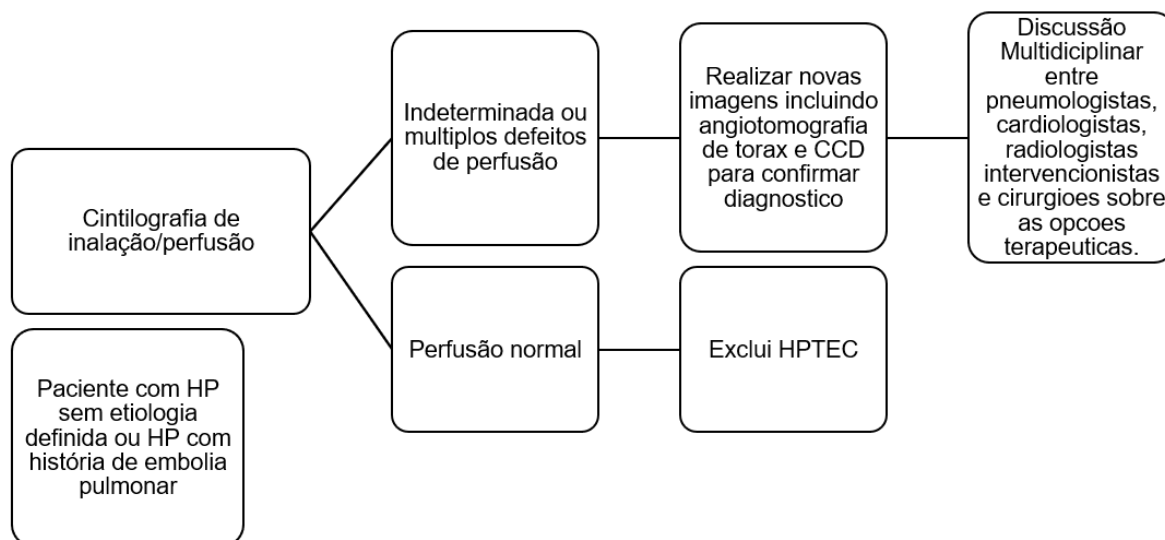 Cintilografia de
inalação/perfusão
Paciente com HP
sem etiologia
definida ou HP com
história de embolia
pulmonar
Indeterminada ou
multiplos defeitos
de perfusão
Perfusão normal
Realizar novas
imagens incluindo
angiotomografia
de torax e CCD
para confirmar
diagnostico
Exclui HPTEC
Discussão
Multidiciplinar
entre
pneumologistas,
cardiologistas,
radiologistas
intervencionistas
e cirurgioes sobre
as opcoes
terapeuticas.